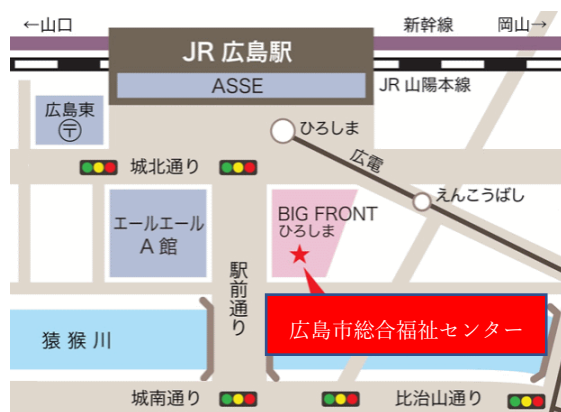 ←山口
新幹線
岡山→
JR 広島駅
ASSE
JR 山陽本線
広島東
〒
ひろしま
広電
城北通り
えんこうばし
エールエール
A 館
BIG FRONT
ひろしま
★
駅前通り
広島市総合福祉センター
猿猴川
城南通り
比治山通り